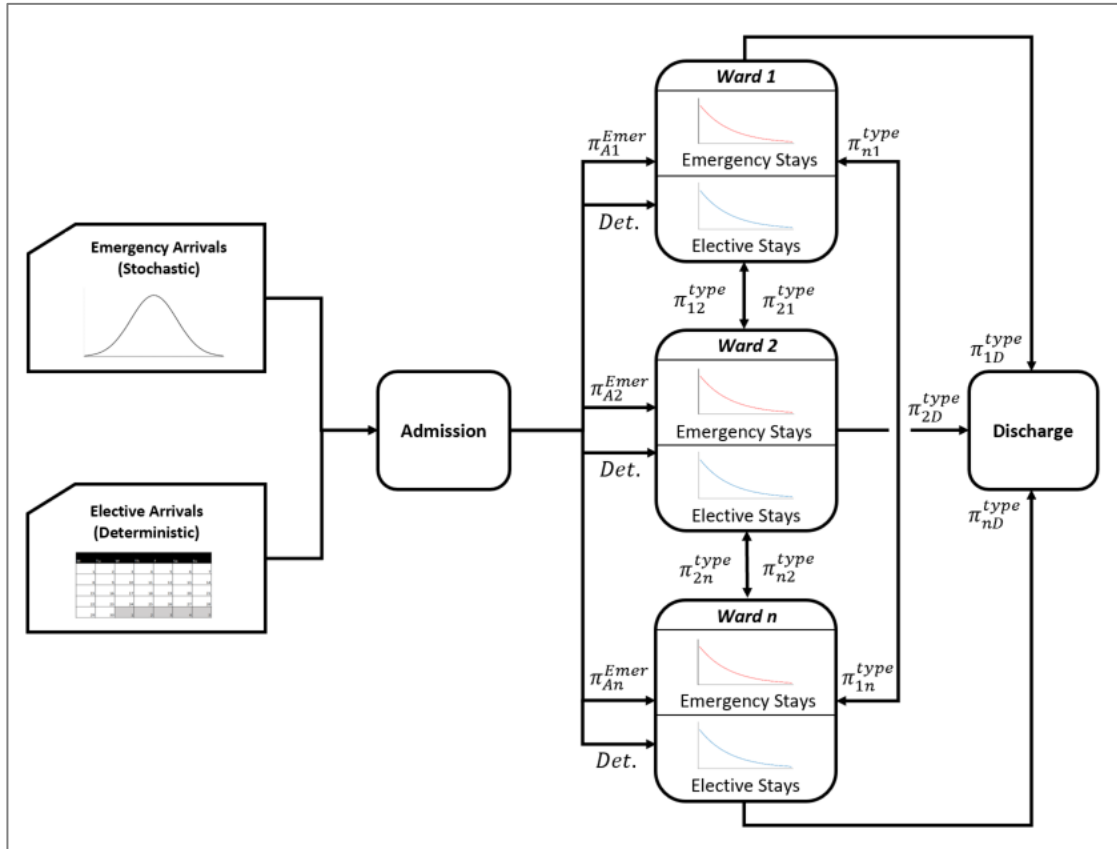 Emergency Arrivals
(Stochastic)
Elective Arrivals
(Deterministic)
Admission
π_{A1}^{Emer}
Det.
π_{A2}^{Emer}
Det.
π_{An}^{Emer}
Det.
Ward 1
Emergency Stays
Elective Stays
π_{12}^{type} π_{21}^{type}
Ward 2
Emergency Stays
Elective Stays
π_{2n}^{type} π_{n2}^{type}
Ward n
Emergency Stays
Elective Stays
π_{n1}^{type}
π_{1n}^{type}
π_{1D}^{type}
π_{2D}^{type}
π_{nD}^{type}
Discharge